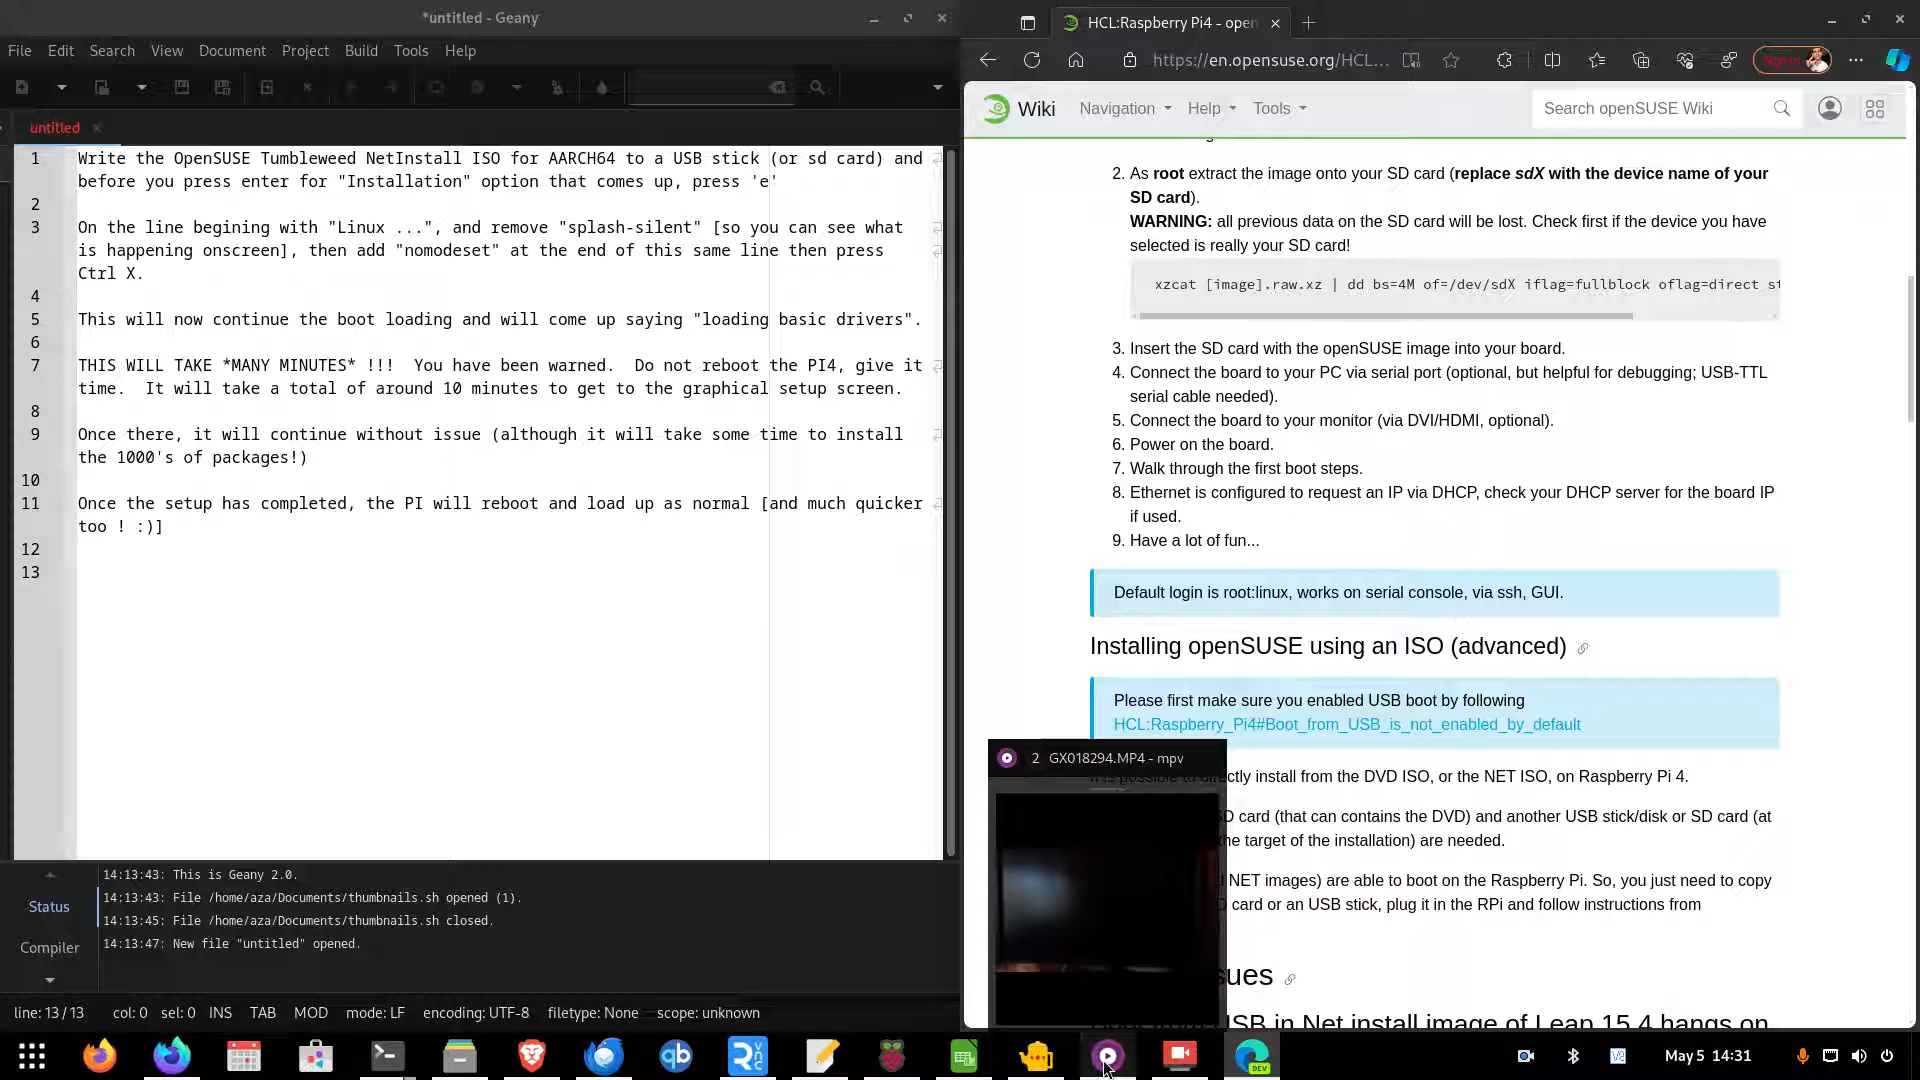 *untitled - Geany
File Edit Search View Document Project Build Tools Help
untitled
1 Write the OpenSUSE Tumbleweed NetInstall ISO for AARCH64 to a USB stick (or sd card) and
before you press enter for "Installation" option that comes up, press 'e'
2
3 On the line begining with "Linux ...", and remove "splash-silent" [so you can see what
is happening onscreen], then add "nomodeset" at the end of this same line then press
Ctrl X.
4
5 This will now continue the boot loading and will come up saying "loading basic drivers".
6
7 THIS WILL TAKE *MANY MINUTES* !!!  You have been warned.  Do not reboot the PI4, give it
time.  It will take a total of around 10 minutes to get to the graphical setup screen.
8
9 Once there, it will continue without issue (although it will take some time to install
the 1000's of packages!)
10
11 Once the setup has completed, the PI will reboot and load up as normal [and much quicker
too ! :)]
12
13
Status
Compiler
14:13:43: This is Geany 2.0.
14:13:43: File /home/aza/Documents/thumbnails.sh opened (1).
14:13:45: File /home/aza/Documents/thumbnails.sh closed.
14:13:47: New file "untitled" opened.
line: 13 / 13 col: 0 sel: 0 INS TAB MOD mode: LF encoding: UTF-8 filetype: None scope: unknown
HCL:Raspberry Pi4 - open
https://en.opensuse.org/HCL...
Sign in
Wiki Navigation Help Tools Search openSUSE Wiki
2. As root extract the image onto your SD card (replace sdX with the device name of your
SD card).
WARNING: all previous data on the SD card will be lost. Check first if the device you have
selected is really your SD card!
xzcat [image].raw.xz | dd bs=4M of=/dev/sdX iflag=fullblock oflag=direct st
3. Insert the SD card with the openSUSE image into your board.
4. Connect the board to your PC via serial port (optional, but helpful for debugging; USB-TTL
serial cable needed).
5. Connect the board to your monitor (via DVI/HDMI, optional).
6. Power on the board.
7. Walk through the first boot steps.
8. Ethernet is configured to request an IP via DHCP, check your DHCP server for the board IP
if used.
9. Have a lot of fun...
Default login is root:linux, works on serial console, via ssh, GUI.
Installing openSUSE using an ISO (advanced)
Please first make sure you enabled USB boot by following
HCL:Raspberry_Pi4#Boot_from_USB_is_not_enabled_by_default
2 GX018294.MP4 - mpv
directly install from the DVD ISO, or the NET ISO, on Raspberry Pi 4.
SD card (that can contains the DVD) and another USB stick/disk or SD card (at
the target of the installation) are needed.
NET images) are able to boot on the Raspberry Pi. So, you just need to copy
card or an USB stick, plug it in the RPi and follow instructions from
sues
USB in Net install image of Leap 15.4 hangs on
VNC
DEV
May 5 14:31